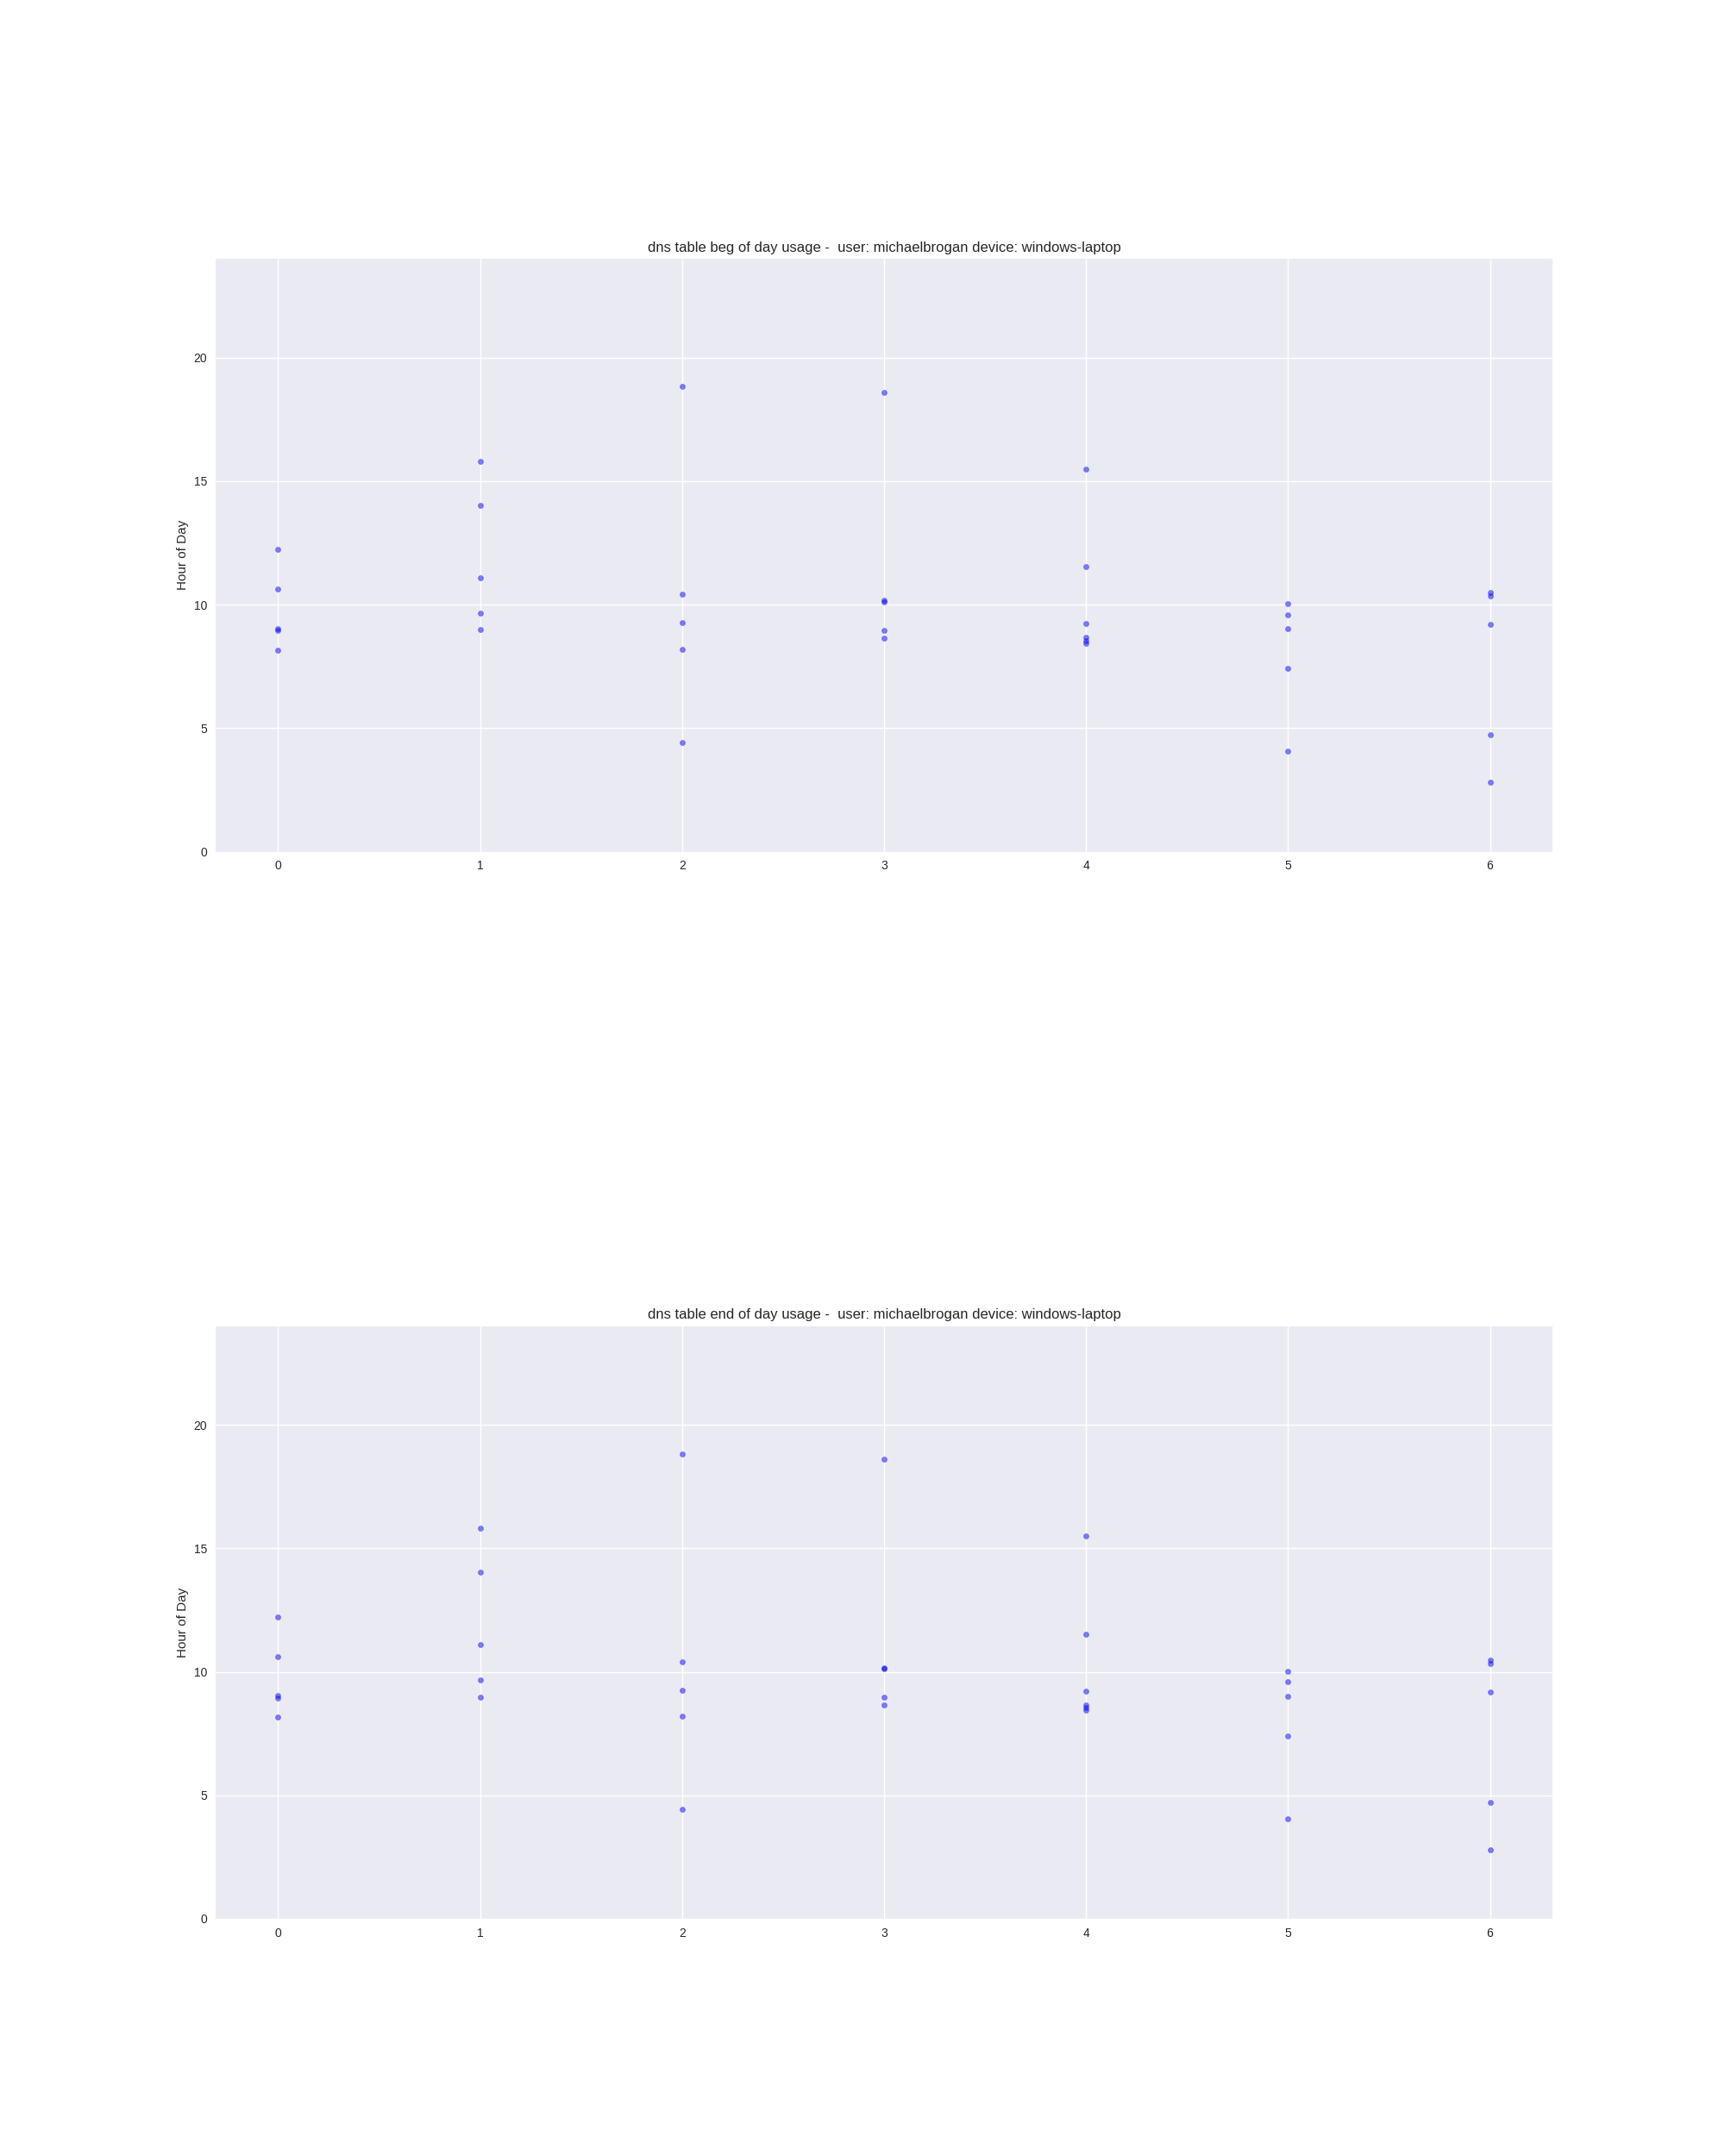 dns table beg of day usage -  user: michaelbrogan device: windows-laptop
Hour of Day
20
15
10
5
0
0 1 2 3 4 5 6
dns table end of day usage -  user: michaelbrogan device: windows-laptop
Hour of Day
20
15
10
5
0
0 1 2 3 4 5 6